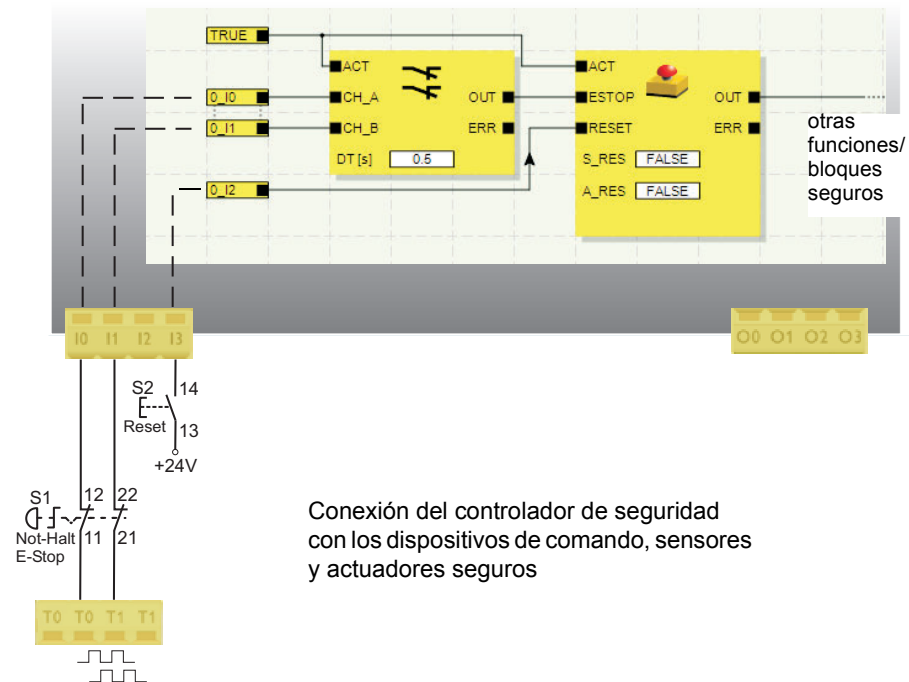 TRUE
ACT
ACT
0_I0
CH_A
OUT
ESTOP
OUT
0_I1
CH_B
ERR
RESET
ERR
DT [s]
0.5
S_RES
FALSE
0_I2
A_RES
FALSE
otras
funciones/
bloques
seguros
I0 I1 I2 I3
O0 O1 O2 O3
S2
14
Reset
13
+24V
S1
12
22
Not-Halt
11
21
E-Stop
Conexión del controlador de seguridad
con los dispositivos de comando, sensores
y actuadores seguros
T0 T0 T1 T1